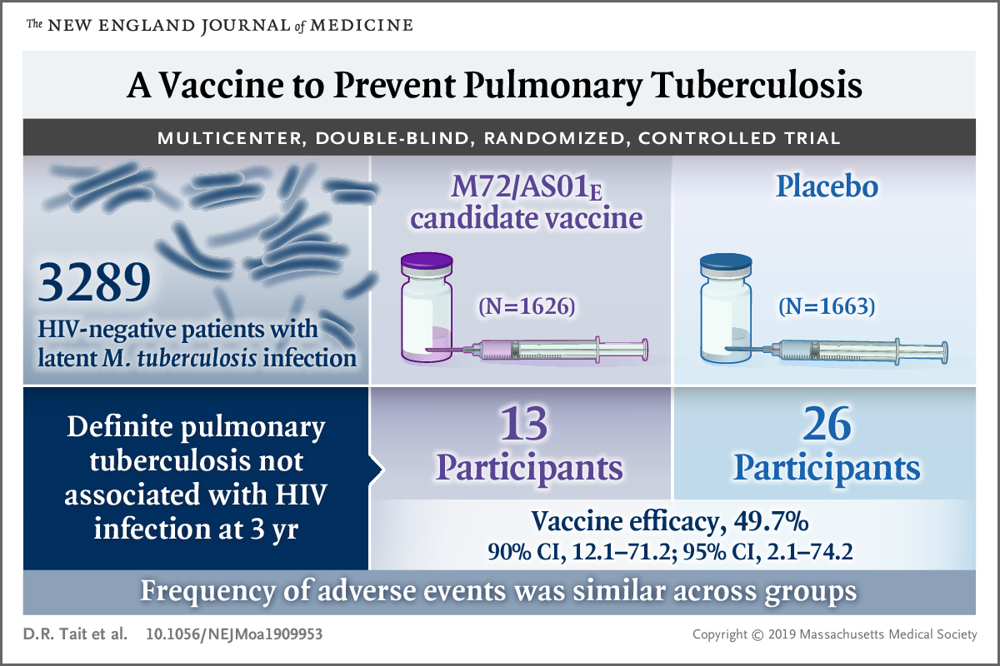 The NEW ENGLAND JOURNAL of MEDICINE
A Vaccine to Prevent Pulmonary Tuberculosis
MULTICENTER, DOUBLE-BLIND, RANDOMIZED, CONTROLLED TRIAL
3289
HIV-negative patients with
latent M. tuberculosis infection
M72/AS01E
candidate vaccine
(N=1626)
Placebo
(N=1663)
Definite pulmonary
tuberculosis not
associated with HIV
infection at 3 yr
13
Participants
26
Participants
Vaccine efficacy, 49.7%
90% CI, 12.1–71.2; 95% CI, 2.1–74.2
Frequency of adverse events was similar across groups
D.R. Tait et al. 10.1056/NEJMoa1909953
Copyright © 2019 Massachusetts Medical Society